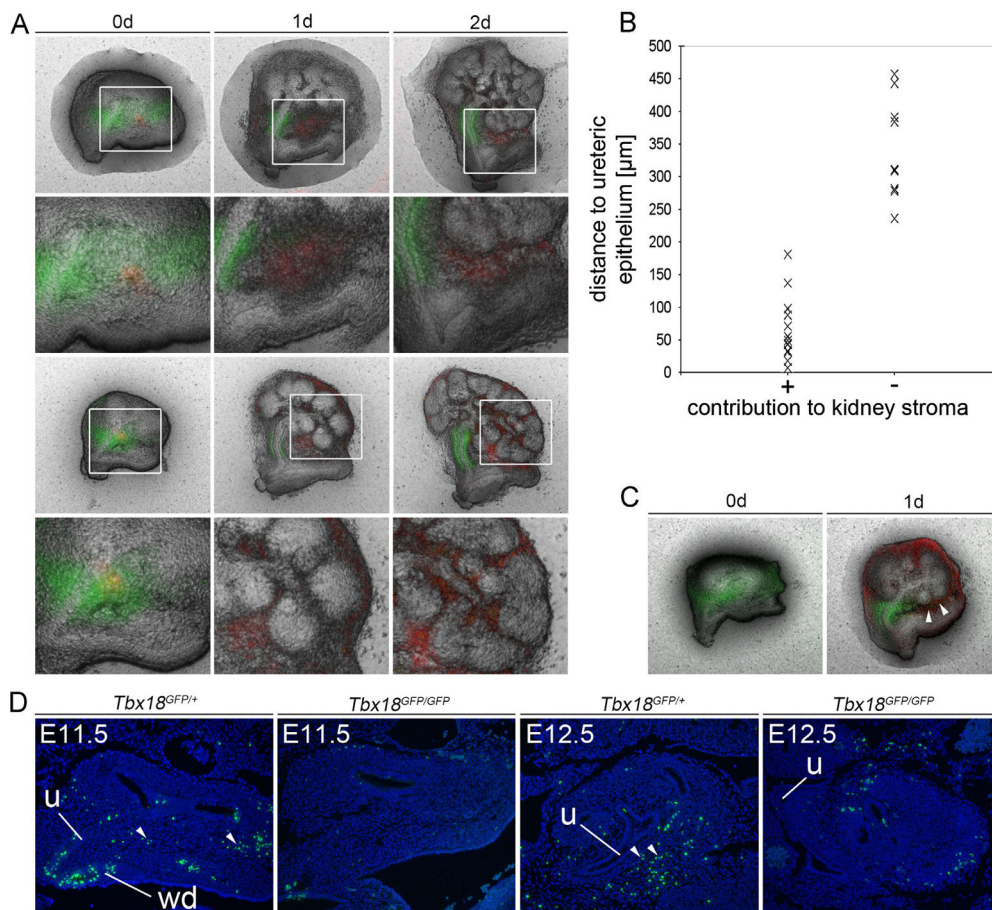 A
0d
1d
2d
B
500
450
400
350
300
250
200
150
100
50
0
distance to ureteric
epithelium [µm]
+
-
contribution to kidney stroma
C
0d
1d
D
Tbx18GFP/+
Tbx18GFP/GFP
Tbx18GFP/+
Tbx18GFP/GFP
E11.5
E11.5
E12.5
E12.5
u
wd
u
u